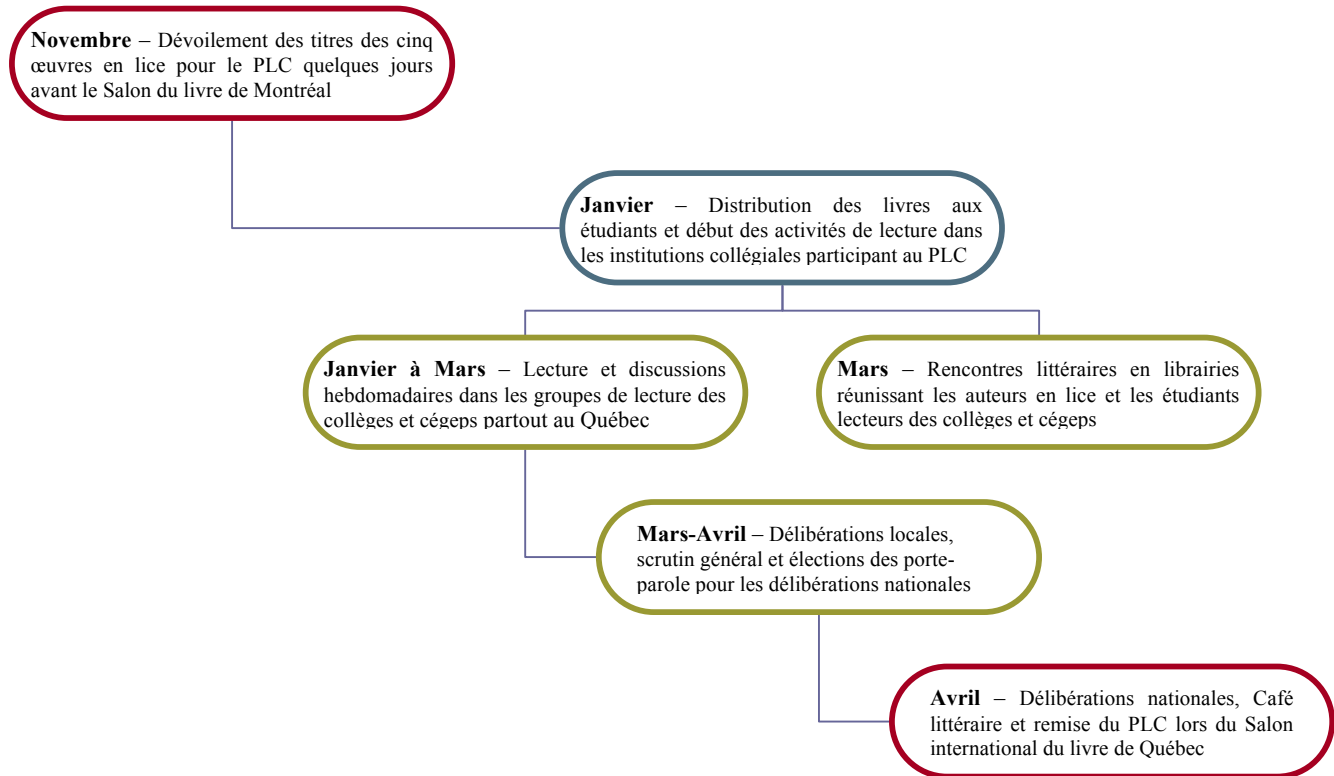 Novembre – Dévoilement des titres des cinq
œuvres en lice pour le PLC quelques jours
avant le Salon du livre de Montréal
Janvier – Distribution des livres aux
étudiants et début des activités de lecture dans
les institutions collégiales participant au PLC
Janvier à Mars – Lecture et discussions
hebdomadaires dans les groupes de lecture des
collèges et cégeps partout au Québec
Mars – Rencontres littéraires en librairies
réunissant les auteurs en lice et les étudiants
lecteurs des collèges et cégeps
Mars-Avril – Délibérations locales,
scrutin général et élections des porte-
parole pour les délibérations nationales
Avril – Délibérations nationales, Café
littéraire et remise du PLC lors du Salon
international du livre de Québec